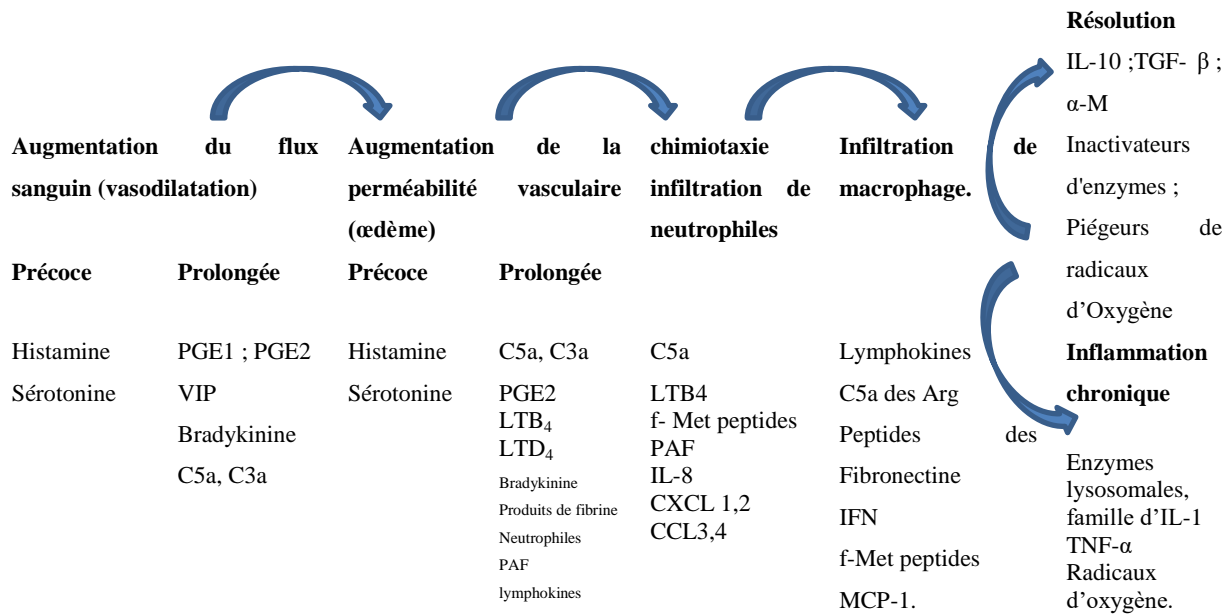 Augmentation du flux
sanguin (vasodilatation)
Précoce
Prolongée
Histamine
Sérotonine
PGE1 ; PGE2
VIP
Bradykinine
C5a, C3a
Augmentation de la
perméabilité vasculaire
(œdème)
Précoce
Prolongée
Histamine
Sérotonine
C5a, C3a
PGE2
LTB₄
LTD₄
Bradykinine
Produits de fibrine
Neutrophiles
PAF
lymphokines
chimiotaxie
infiltration de
neutrophiles
C5a
LTB4
f- Met peptides
PAF
IL-8
CXCL 1,2
CCL3,4
Infiltration de
macrophage.
Lymphokines
C5a des Arg
Peptides des
Fibronectine
IFN
f-Met peptides
MCP-1.
Résolution
IL-10 ;TGF- β ;
α-M
Inactivateurs
d'enzymes ;
Piégeurs de
radicaux
d’Oxygène
Inflammation
chronique
Enzymes
lysosomales,
famille d’IL-1
TNF-α
Radicaux
d’oxygène.